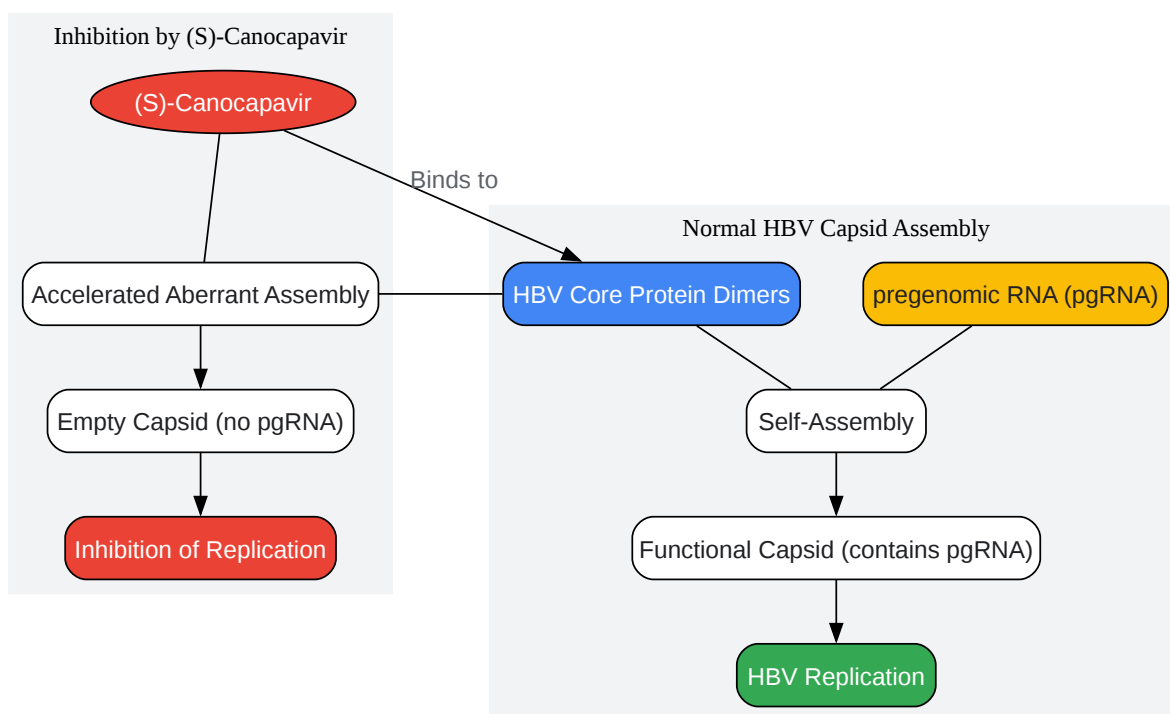 Inhibition by (S)-Canocapavir
(S)-Canocapavir
Binds to
Normal HBV Capsid Assembly
Accelerated Aberrant Assembly
HBV Core Protein Dimers
pregenomic RNA (pgRNA)
Empty Capsid (no pgRNA)
Self-Assembly
Inhibition of Replication
Functional Capsid (contains pgRNA)
HBV Replication